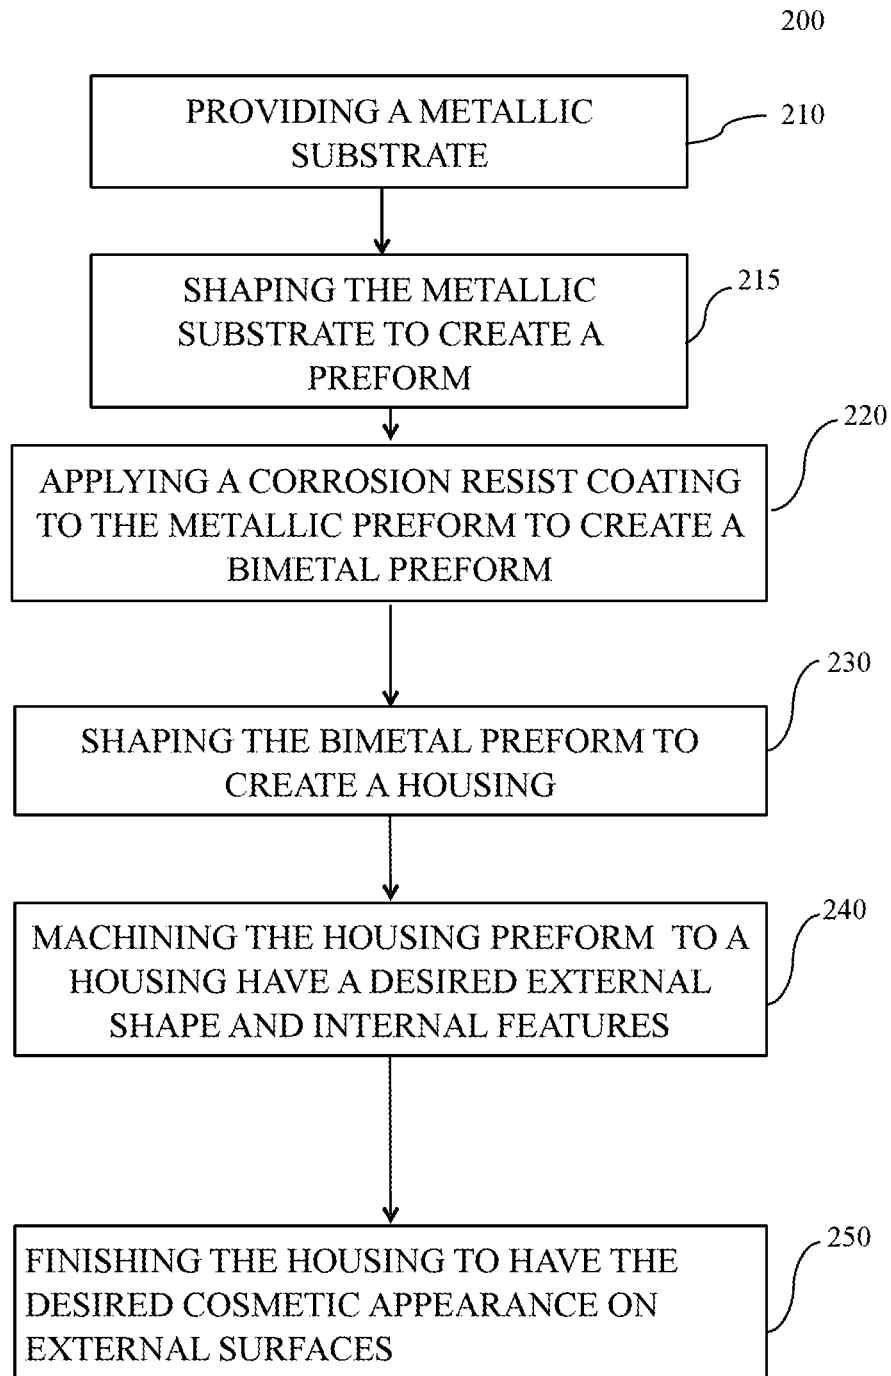 200
PROVIDING A METALLIC
SUBSTRATE
210
SHAPING THE METALLIC
SUBSTRATE TO CREATE A
PREFORM
215
APPLYING A CORROSION RESIST COATING
TO THE METALLIC PREFORM TO CREATE A
BIMETAL PREFORM
220
SHAPING THE BIMETAL PREFORM TO
CREATE A HOUSING
230
MACHINING THE HOUSING PREFORM TO A
HOUSING HAVE A DESIRED EXTERNAL
SHAPE AND INTERNAL FEATURES
240
FINISHING THE HOUSING TO HAVE THE
DESIRED COSMETIC APPEARANCE ON
EXTERNAL SURFACES
250